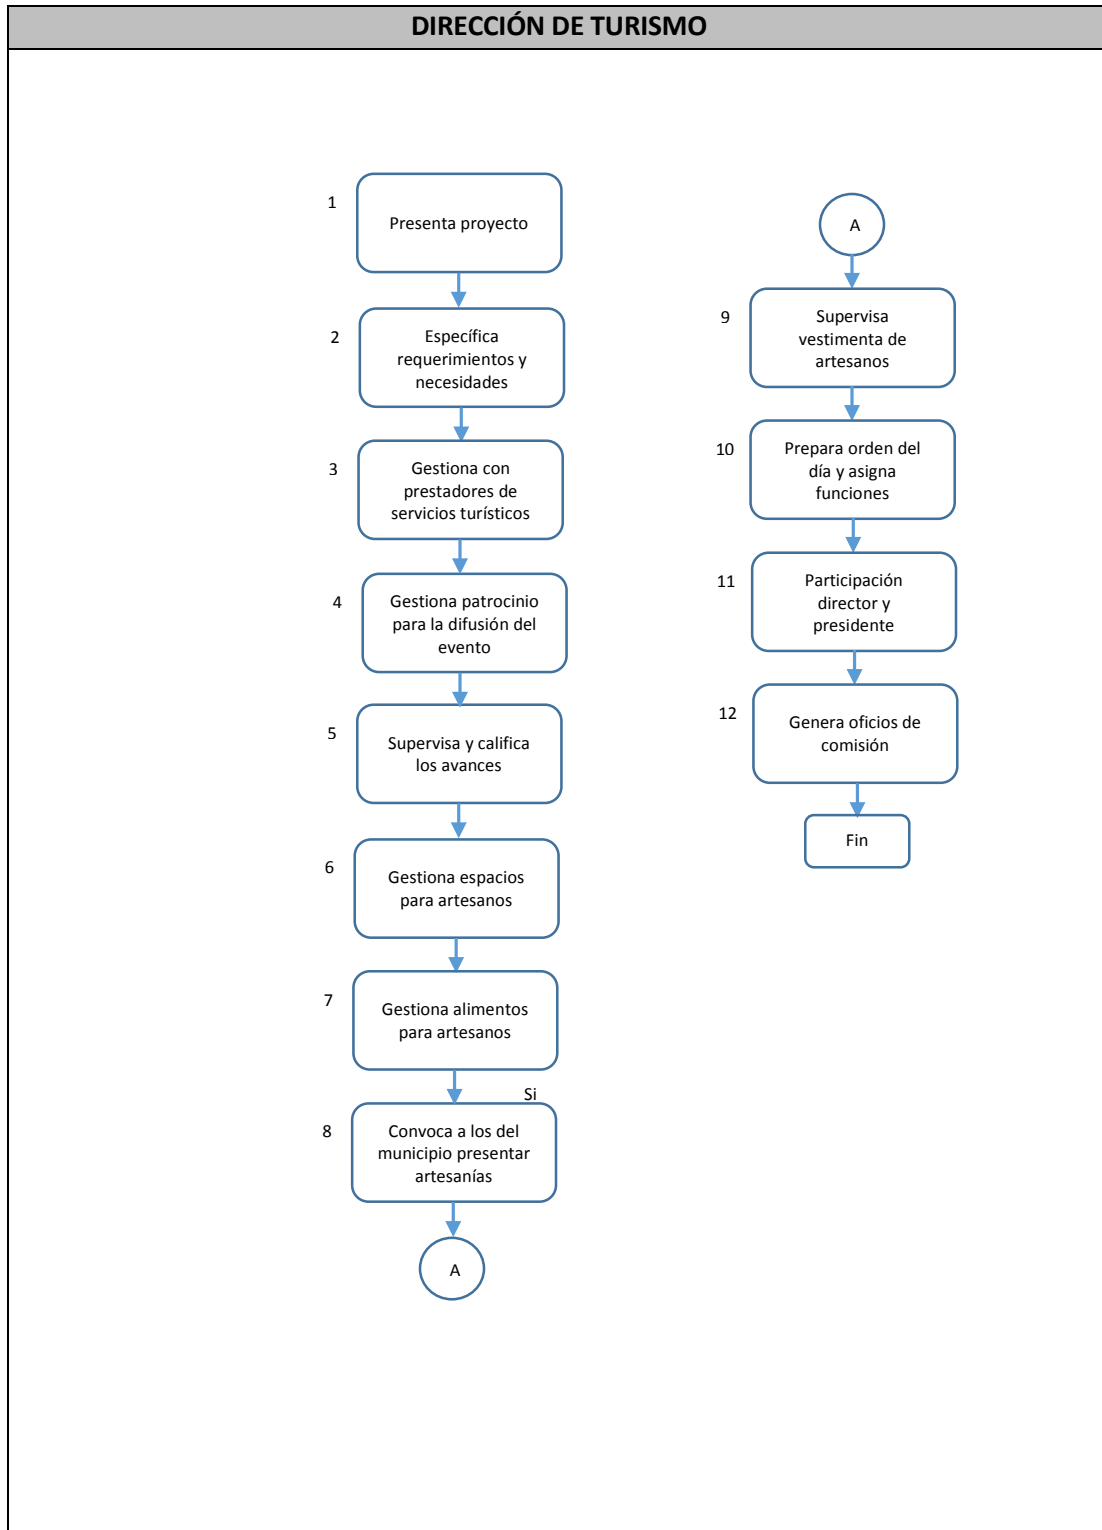 DIRECCIÓN DE TURISMO
1
Presenta proyecto
2
Específica
requerimientos y
necesidades
3
Gestiona con
prestadores de
servicios turísticos
4
Gestiona patrocinio
para la difusión del
evento
5
Supervisa y califica
los avances
6
Gestiona espacios
para artesanos
7
Gestiona alimentos
para artesanos
Si
8
Convoca a los del
municipio presentar
artesanías
A
A
9
Supervisa
vestimenta de
artesanos
10
Prepara orden del
día y asigna
funciones
11
Participación
director y
presidente
12
Genera oficios de
comisión
Fin